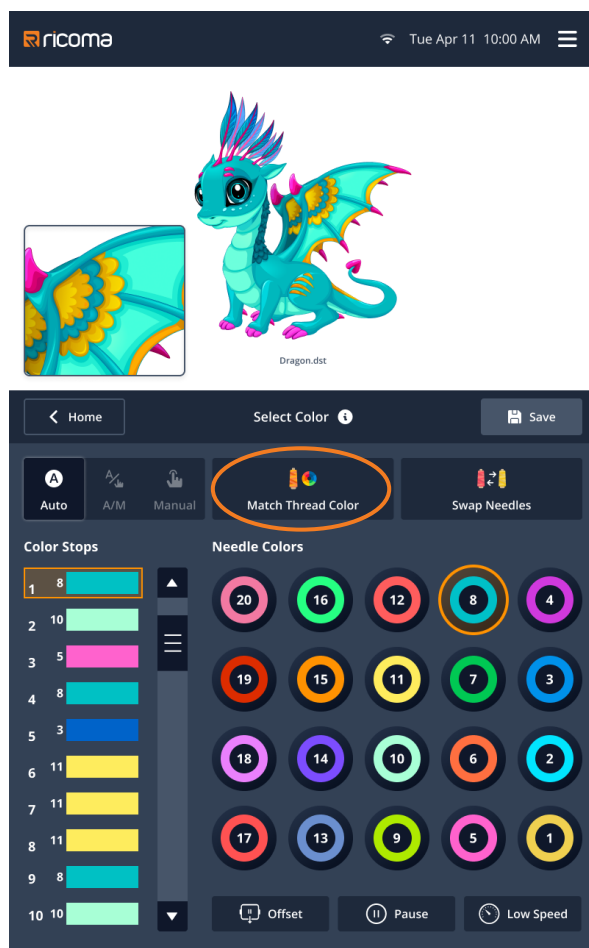 ricoma
Tue Apr 11 10:00 AM
Dragon.dst
Home
Select Color i
Save
A
Auto
A/M
Manual
Match Thread Color
Swap Needles
Color Stops
Needle Colors
1 8
2 10
3 5
4 8
5 3
6 11
7 11
8 11
9 8
10 10
20 16 12 8 4
19 15 11 7 3
18 14 10 6 2
17 13 9 5 1
Offset
Pause
Low Speed